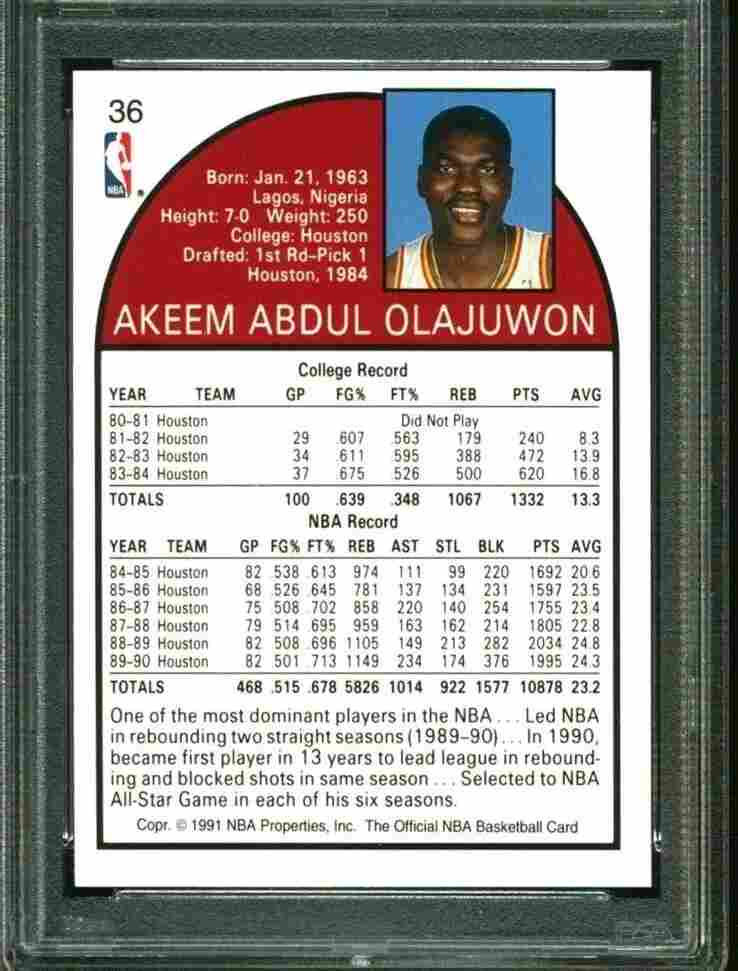 36
NBA
Born: Jan. 21, 1963
Lagos, Nigeria
Height: 7-0 Weight: 250
College: Houston
Drafted: 1st Rd-Pick 1
Houston, 1984
AKEEM ABDUL OLAJUWON
College Record
YEAR TEAM GP FG% FT% REB PTS AVG
80-81 Houston Did Not Play
81-82 Houston 29 .607 .563 179 240 8.3
82-83 Houston 34 .611 .595 388 472 13.9
83-84 Houston 37 .675 .526 500 620 16.8
TOTALS 100 .639 .348 1067 1332 13.3
NBA Record
YEAR TEAM GP FG% FT% REB AST STL BLK PTS AVG
84-85 Houston 82 .538 .613 974 111 99 220 1692 20.6
85-86 Houston 68 .526 .645 781 137 134 231 1597 23.5
86-87 Houston 75 .508 .702 858 220 140 254 1755 23.4
87-88 Houston 79 .514 .695 959 163 162 214 1805 22.8
88-89 Houston 82 .508 .696 1105 149 213 282 2034 24.8
89-90 Houston 82 .501 .713 1149 234 174 376 1995 24.3
TOTALS 468 .515 .678 5826 1014 922 1577 10878 23.2
One of the most dominant players in the NBA . . . Led NBA
in rebounding two straight seasons (1989-90) . . . In 1990,
became first player in 13 years to lead league in rebound-
ing and blocked shots in same season . . . Selected to NBA
All-Star Game in each of his six seasons.
Copr. © 1991 NBA Properties, Inc. The Official NBA Basketball Card